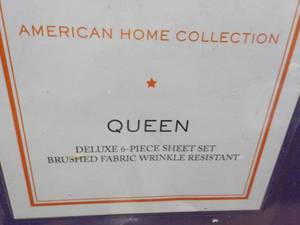 AMERICAN HOME COLLECTION
QUEEN
DELUXE 6-PIECE SHEET SET
BRUSHED FABRIC WRINKLE RESISTANT